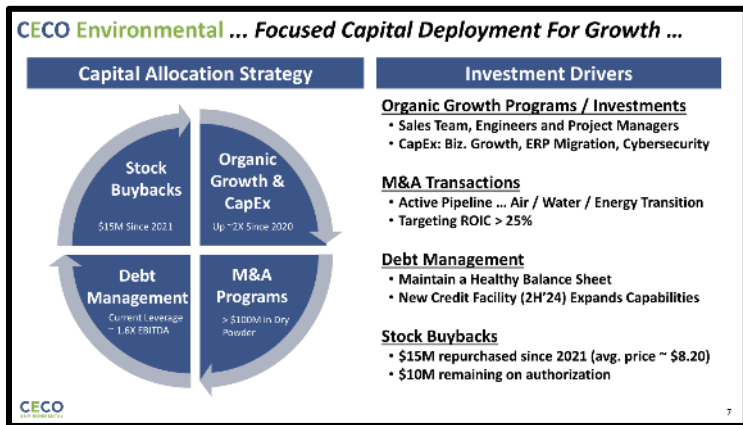 CECO Environmental ... Focused Capital Deployment For Growth ...
Capital Allocation Strategy
Stock
Buybacks
$15M Since 2021
Organic
Growth &
CapEx
Up ~2X Since 2020
Debt
Management
Current Leverage
~ 1.6X EBITDA
M&A
Programs
> $100M in Dry
Powder
Investment Drivers
Organic Growth Programs / Investments
• Sales Team, Engineers and Project Managers
• CapEx: Biz. Growth, ERP Migration, Cybersecurity
M&A Transactions
• Active Pipeline ... Air / Water / Energy Transition
• Targeting ROIC > 25%
Debt Management
• Maintain a Healthy Balance Sheet
• New Credit Facility (2H'24) Expands Capabilities
Stock Buybacks
• $15M repurchased since 2021 (avg. price ~ $8.20)
• $10M remaining on authorization
CECO
ENVIRONMENTAL
7